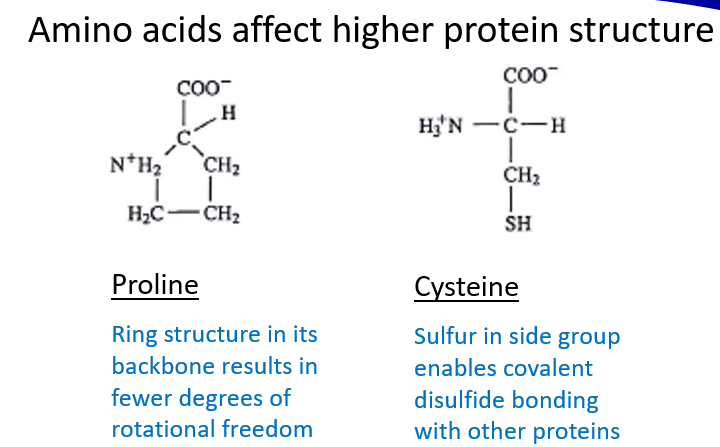 Amino acids affect higher protein structure
COO⁻
H
C
N⁺H₂
CH₂
H₂C
CH₂
COO⁻
H₃⁺N — C — H
CH₂
SH
Proline
Ring structure in its
backbone results in
fewer degrees of
rotational freedom
Cysteine
Sulfur in side group
enables covalent
disulfide bonding
with other proteins